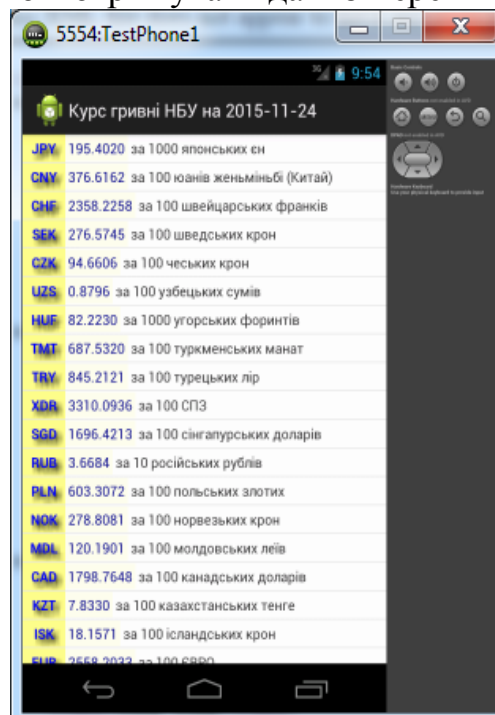 5554:TestPhone1
3G 9:54
Курс гривні НБУ на 2015-11-24
JPY 195.4020 за 1000 японських єн
CNY 376.6162 за 100 юанів женьміньбі (Китай)
CHF 2358.2258 за 100 швейцарських франків
SEK 276.5745 за 100 шведських крон
CZK 94.6606 за 100 чеських крон
UZS 0.8796 за 100 узбецьких сумів
HUF 82.2230 за 1000 угорських форинтів
TMT 687.5320 за 100 туркменських манат
TRY 845.2121 за 100 турецьких лір
XDR 3310.0936 за 100 СПЗ
SGD 1696.4213 за 100 сінгапурських доларів
RUB 3.6684 за 10 російських рублів
PLN 603.3072 за 100 польських злотих
NOK 278.8081 за 100 норвезьких крон
MDL 120.1901 за 100 молдовських леїв
CAD 1798.7648 за 100 канадських доларів
KZT 7.8330 за 100 казахстанських тенге
ISK 18.1571 за 100 ісландських крон
EUR 2558.2033 за 100 ЄВРО